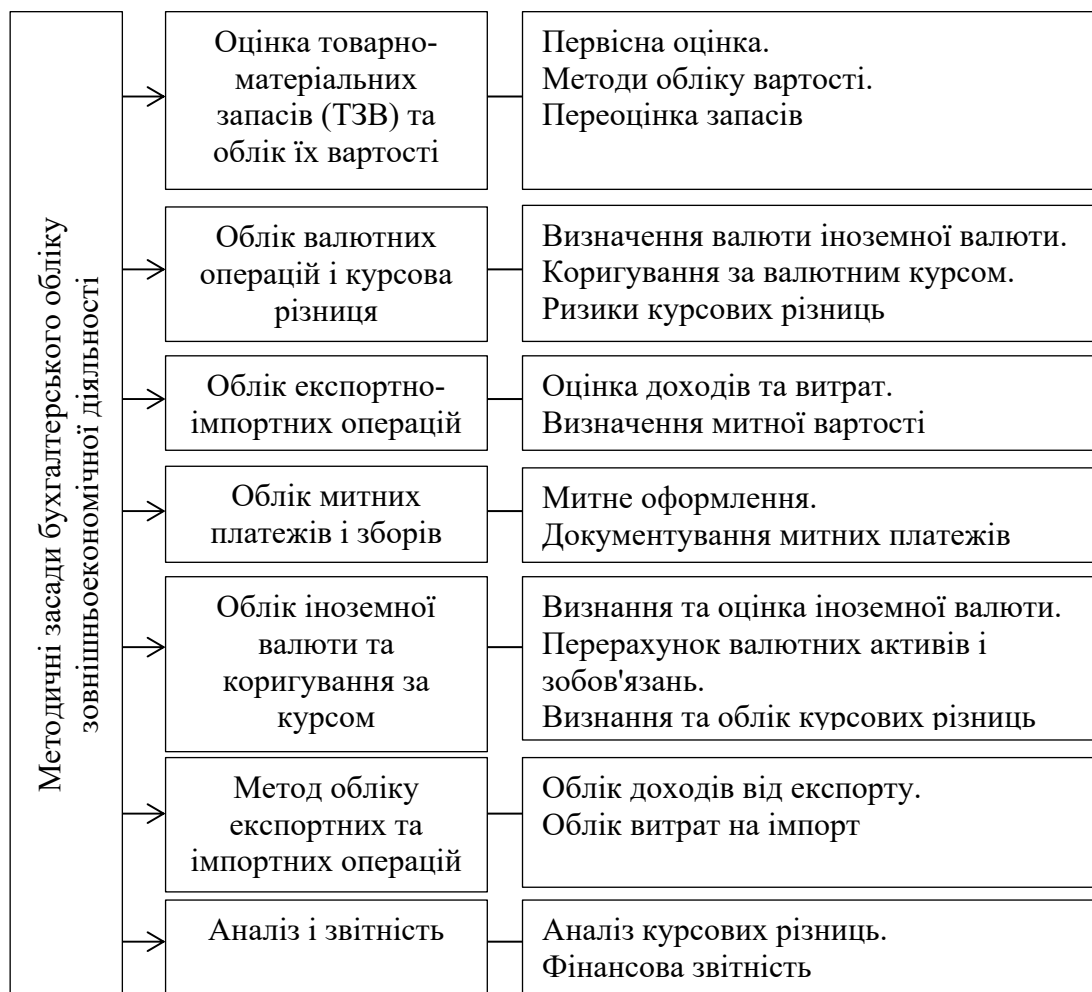 Методичні засади бухгалтерського обліку
зовнішньоекономічної діяльності
Оцінка товарно-
матеріальних
запасів (ТЗВ) та
облік їх вартості
Первісна оцінка.
Методи обліку вартості.
Переоцінка запасів
Облік валютних
операцій і курсова
різниця
Визначення валюти іноземної валюти.
Коригування за валютним курсом.
Ризики курсових різниць
Облік експортно-
імпортних операцій
Оцінка доходів та витрат.
Визначення митної вартості
Облік митних
платежів і зборів
Митне оформлення.
Документування митних платежів
Облік іноземної
валюти та
коригування за
курсом
Визнання та оцінка іноземної валюти.
Перерахунок валютних активів і
зобов'язань.
Визнання та облік курсових різниць
Метод обліку
експортних та
імпортних операцій
Облік доходів від експорту.
Облік витрат на імпорт
Аналіз і звітність
Аналіз курсових різниць.
Фінансова звітність